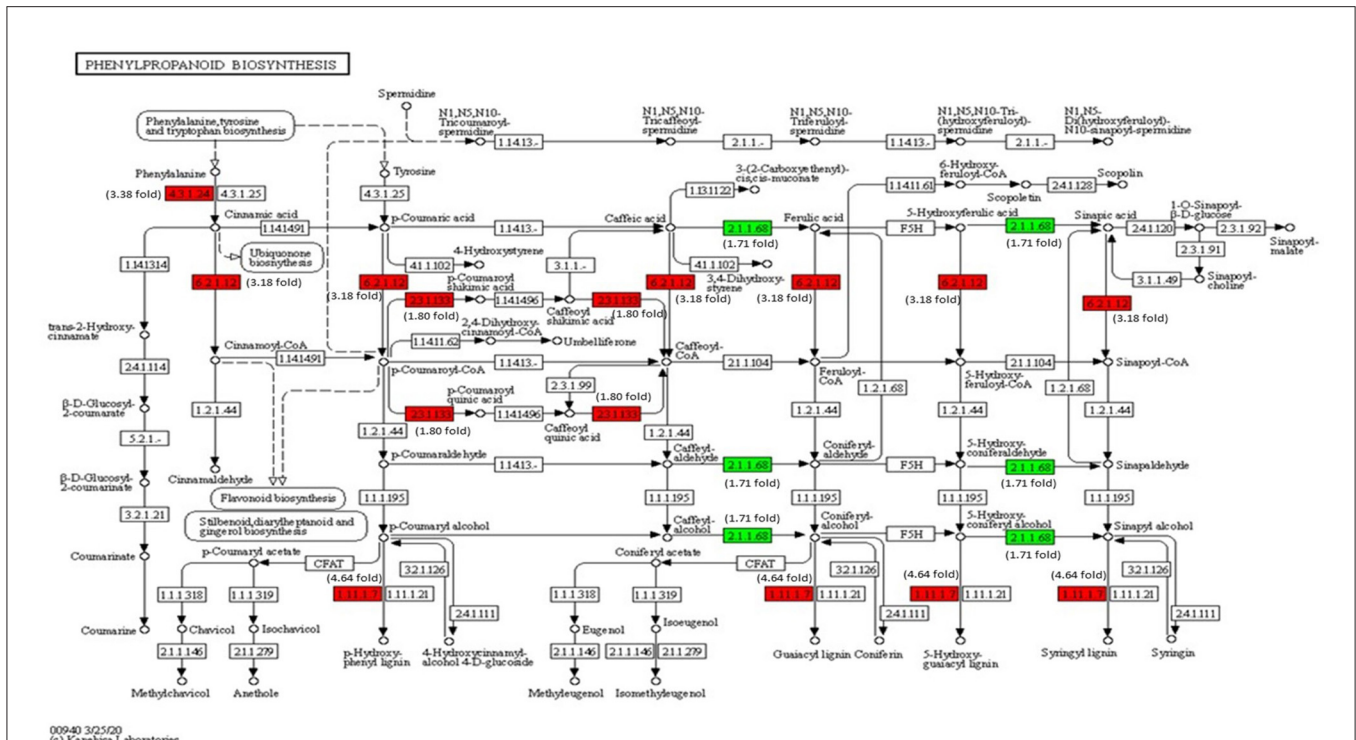 PHENYLPROPANOID BIOSYNTHESIS
Spermidine
Phenylalanine, tyrosine
and tryptophan biosynthesis
N1,N5,N10-
Tricoumaroyl-
spermidine
1.14.13.-
N1,N5,N10-
Tricaffeoyl-
spermidine
2.1.1.-
N1,N5,N10-
Triferuloyl-
spermidine
1.14.13.-
N1,N5,N10-Tri-
(hydroxyferuloyl)-
spermidine
2.1.1.-
N1,N5-
Di(hydroxyferuloyl)-
N10-sinapoyl-spermidine
Phenylalanine
Tyrosine
3-(2-Carboxyethenyl)-
cis,cis-muconate
1.13.11.22
6-Hydroxy-
feruloyl-CoA
1.14.11.61
Scopoletin
2.4.1.128
Scopolin
(3.38 fold)
4.3.1.24
4.3.1.25
4.3.1.25
Cinnamic acid
1.14.14.91
p-Coumaric acid
1.14.13.-
Caffeic acid
2.1.1.68
(1.71 fold)
Ferulic acid
F5H
5-Hydroxyferulic acid
2.1.1.68
(1.71 fold)
Sinapic acid
2.4.1.120
1-O-Sinapoyl-
β-D-glucose
2.3.1.92
Sinapoyl-
malate
2.3.1.91
Sinapoyl-
choline
3.1.1.49
Ubiquonone
biosnythesis
1.14.13.14
4-Hydroxystyrene
4.1.1.102
3.1.1.-
4.1.1.102
3,4-Dihydroxy-
styrene
6.2.1.12
(3.18 fold)
6.2.1.12
(3.18 fold)
p-Coumaroyl
shikimic acid
2.3.1.133
(1.80 fold)
1.14.14.96
Caffeoyl
shikimic acid
2.3.1.133
(1.80 fold)
6.2.1.12
(3.18 fold)
6.2.1.12
(3.18 fold)
6.2.1.12
(3.18 fold)
6.2.1.12
(3.18 fold)
trans-2-Hydroxy-
cinnamate
2,4-Dihydroxy-
cinnamoyl-CoA
1.14.11.62
Umbelliferone
Cinnamoyl-CoA
1.14.14.91
p-Coumaroyl-CoA
1.14.13.-
Caffeoyl-
CoA
2.1.1.104
Feruloyl-
CoA
5-Hydroxy-
feruloyl-CoA
2.1.1.104
Sinapoyl-CoA
2.4.1.114
1.2.1.68
1.2.1.68
p-Coumaroyl
quinic acid
2.3.1.99
(1.80 fold)
β-D-Glucosyl-
2-coumarate
1.2.1.44
2.3.1.133
(1.80 fold)
1.14.14.96
Caffeoyl
quinic acid
2.3.1.133
1.2.1.44
1.2.1.44
1.2.1.44
1.2.1.44
1.2.1.44
5.2.1.-
p-Coumaraldehyde
1.14.13.-
Caffeyl-
aldehyde
2.1.1.68
(1.71 fold)
Coniferyl-
aldehyde
F5H
5-Hydroxy-
coniferaldehyde
2.1.1.68
(1.71 fold)
Sinapaldehyde
Cinnamaldehyde
β-D-Glucosyl-
2-coumarinate
Flavonoid biosynthesis
1.1.1.195
1.1.1.195
1.1.1.195
1.1.1.195
1.1.1.195
3.2.1.21
Stilbenoid, diarylheptanoid and
gingerol biosynthesis
p-Coumaryl alcohol
Caffeyl-
alcohol
(1.71 fold)
2.1.1.68
Coniferyl-
alcohol
F5H
5-Hydroxy-
coniferyl alcohol
2.1.1.68
(1.71 fold)
Sinapyl alcohol
Coumarinate
p-Coumaryl acetate
CFAT
Coniferyl acetate
CFAT
(4.64 fold)
3.2.1.126
(4.64 fold)
3.2.1.126
(4.64 fold)
(4.64 fold)
3.2.1.126
1.1.1.318
1.1.1.319
1.11.1.7
1.11.1.21
1.1.1.318
1.1.1.319
1.11.1.7
1.11.1.21
1.11.1.7
1.11.1.21
1.11.1.7
1.11.1.21
2.4.1.111
2.4.1.111
2.4.1.111
Coumarine
Chavicol
Isochavicol
Eugenol
Isoeugenol
2.1.1.146
2.1.1.279
p-Hydroxy-
phenyl lignin
4-Hydroxycinnamyl-
alcohol 4-D-glucoside
2.1.1.146
2.1.1.146
2.1.1.279
Guaiacyl lignin
Coniferin
5-Hydroxy-
guaiacyl lignin
Syringyl lignin
Syringin
Methylchavicol
Anethole
Methyleugenol
Isomethyleugenol
00940 3/25/20
(c) Kanehisa Laboratories